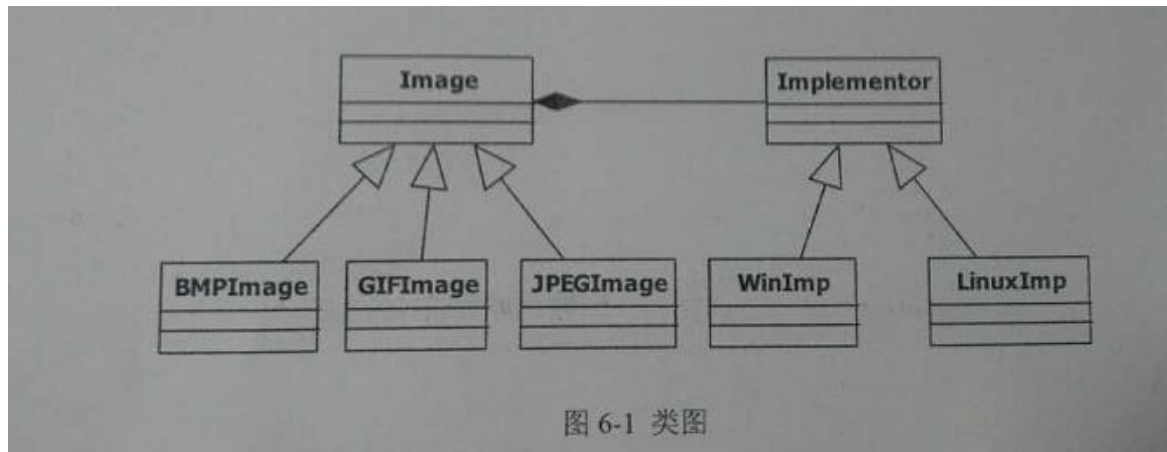 Image
Implementor
BMPImage
GIFImage
JPEGImage
WinImp
LinuxImp
图 6-1 类图